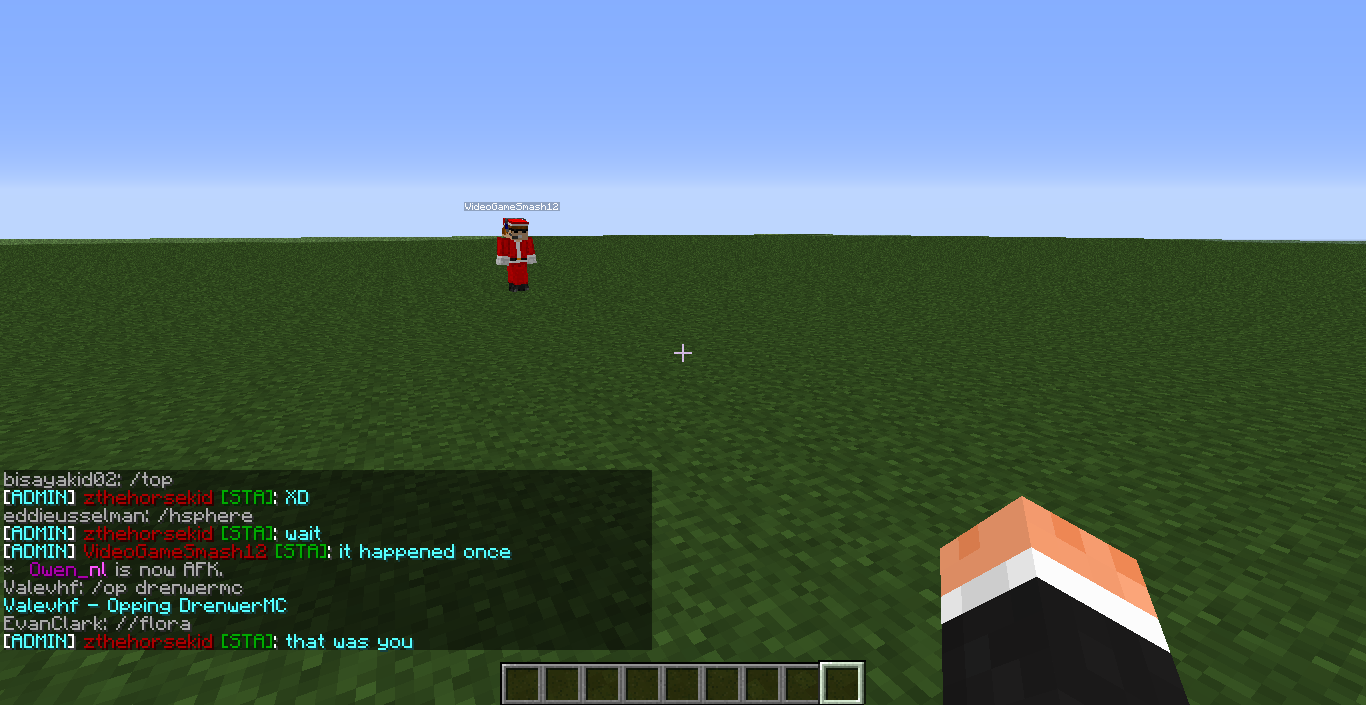 VideoGameSmash12
bisayakid02: /top
[ADMIN] zthehorsekid [STA]: XD
eddieusselman: /hsphere
[ADMIN] zthehorsekid [STA]: wait
[ADMIN] VideoGameSmash12 [STA]: it happened once
* Owen_nl is now AFK.
Valevhf: /op drenwermc
Valevhf - Opping DrenwerMC
EvanClark: //flora
[ADMIN] zthehorsekid [STA]: that was you